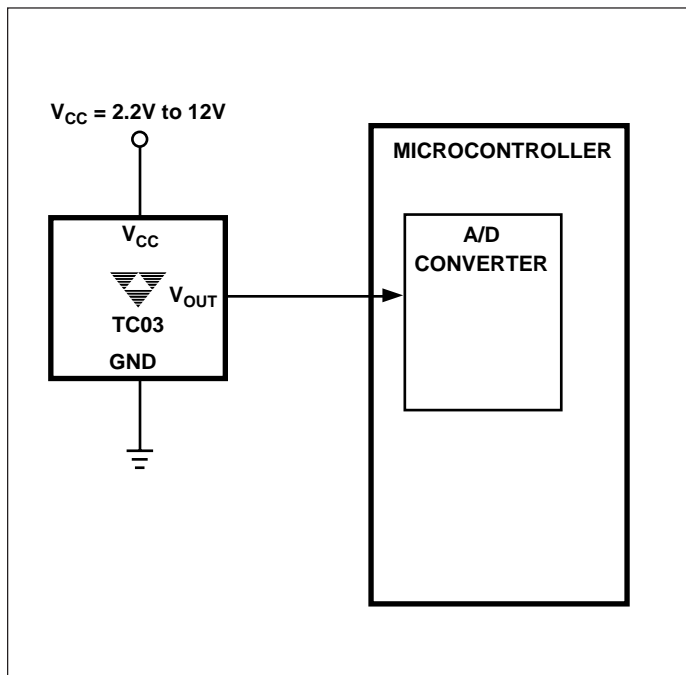 V_CC = 2.2V to 12V
MICROCONTROLLER
V_CC
A/D
CONVERTER
V_OUT
TC03
GND